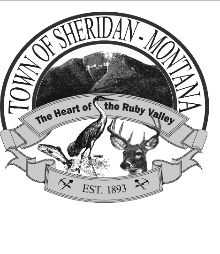 TOWN OF SHERIDAN - MONTANA
The Heart of the Ruby Valley
EST. 1893